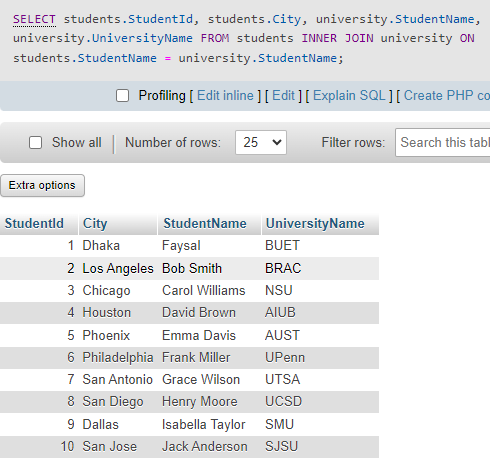 SELECT students.StudentId, students.City, university.StudentName,
university.UniversityName FROM students INNER JOIN university ON
students.StudentName = university.StudentName;
Profiling [ Edit inline ] [ Edit ] [ Explain SQL ] [ Create PHP co
Show all Number of rows: 25 Filter rows: Search this tabl
Extra options
StudentId City StudentName UniversityName
1 Dhaka Faysal BUET
2 Los Angeles Bob Smith BRAC
3 Chicago Carol Williams NSU
4 Houston David Brown AIUB
5 Phoenix Emma Davis AUST
6 Philadelphia Frank Miller UPenn
7 San Antonio Grace Wilson UTSA
8 San Diego Henry Moore UCSD
9 Dallas Isabella Taylor SMU
10 San Jose Jack Anderson SJSU